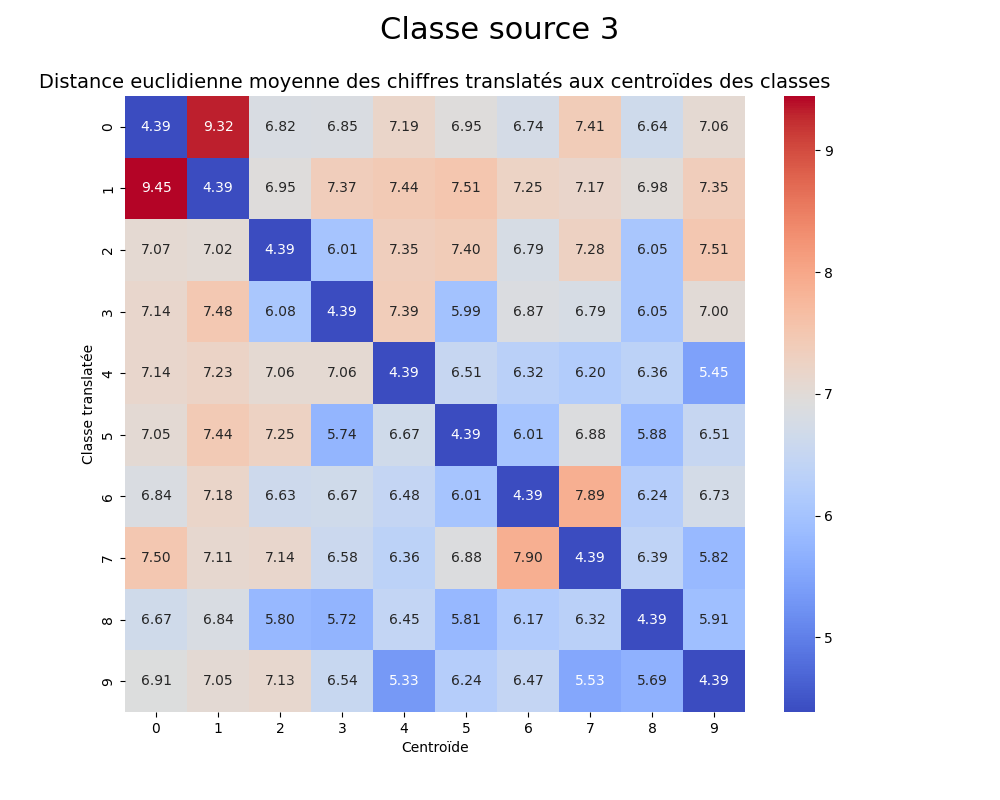 Classe source 3
Distance euclidienne moyenne des chiffres translatés aux centroïdes des classes
0 4.39 9.32 6.82 6.85 7.19 6.95 6.74 7.41 6.64 7.06
1 9.45 4.39 6.95 7.37 7.44 7.51 7.25 7.17 6.98 7.35
2 7.07 7.02 4.39 6.01 7.35 7.40 6.79 7.28 6.05 7.51
3 7.14 7.48 6.08 4.39 7.39 5.99 6.87 6.79 6.05 7.00
4 7.14 7.23 7.06 7.06 4.39 6.51 6.32 6.20 6.36 5.45
5 7.05 7.44 7.25 5.74 6.67 4.39 6.01 6.88 5.88 6.51
6 6.84 7.18 6.63 6.67 6.48 6.01 4.39 7.89 6.24 6.73
7 7.50 7.11 7.14 6.58 6.36 6.88 7.90 4.39 6.39 5.82
8 6.67 6.84 5.80 5.72 6.45 5.81 6.17 6.32 4.39 5.91
9 6.91 7.05 7.13 6.54 5.33 6.24 6.47 5.53 5.69 4.39
0 1 2 3 4 5 6 7 8 9
Centroïde
Classe translatée
9
8
7
6
5